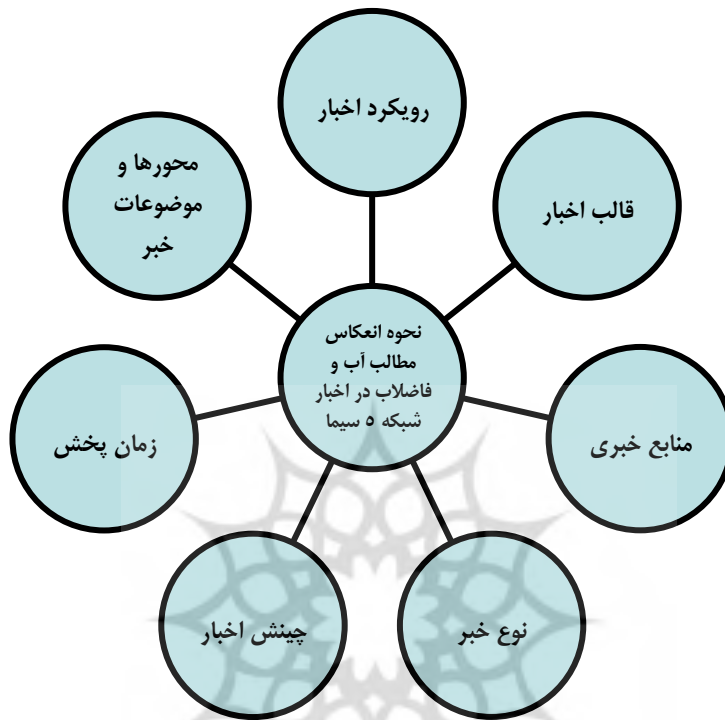 رویکرد اخبار
قالب اخبار
منابع خبری
نوع خبر
چینش اخبار
زمان پخش
محورها و
موضوعات
خبر
نحوه انعکاس
مطالب آب و
فاضلاب در اخبار
شبکه ۵ سیما